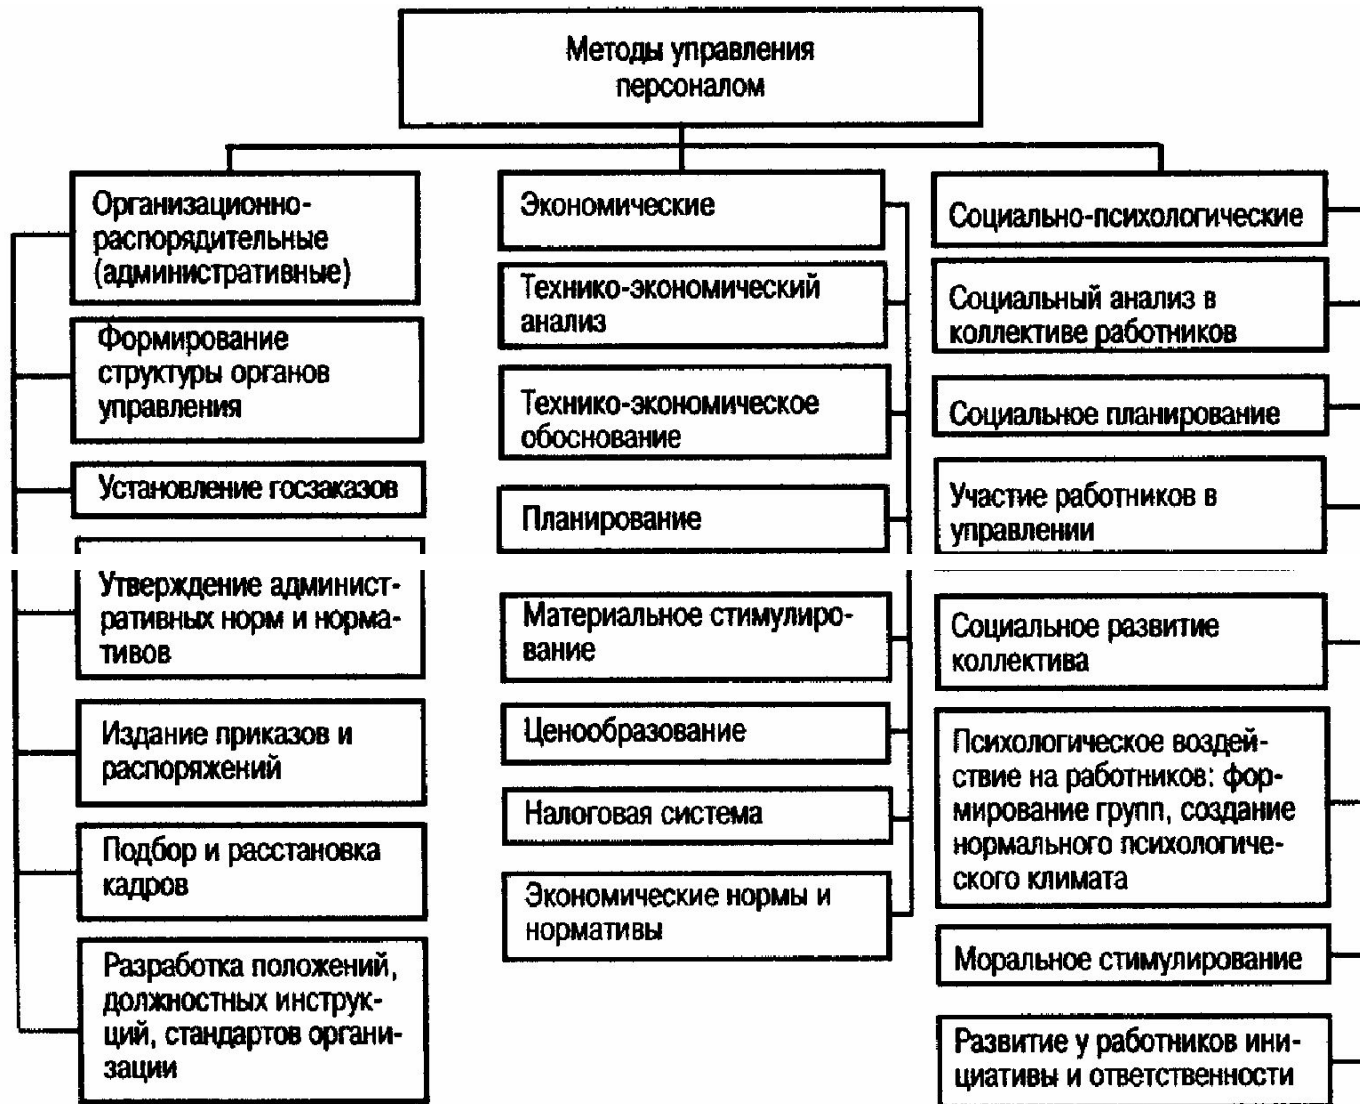 Методы управления
персоналом
Организационно-
распорядительные
(административные)
Формирование
структуры органов
управления
Установление госзаказов
Утверждение админист-
ративных норм и норма-
тивов
Издание приказов и
распоряжений
Подбор и расстановка
кадров
Разработка положений,
должностных инструк-
ций, стандартов органи-
зации
Экономические
Технико-экономический
анализ
Технико-экономическое
обоснование
Планирование
Материальное стимулиро-
вание
Ценообразование
Налоговая система
Экономические нормы и
нормативы
Социально-психологические
Социальный анализ в
коллективе работников
Социальное планирование
Участие работников в
управлении
Социальное развитие
коллектива
Психологическое воздей-
ствие на работников: фор-
мирование групп, создание
нормального психологиче-
ского климата
Моральное стимулирование
Развитие у работников ини-
циативы и ответственности